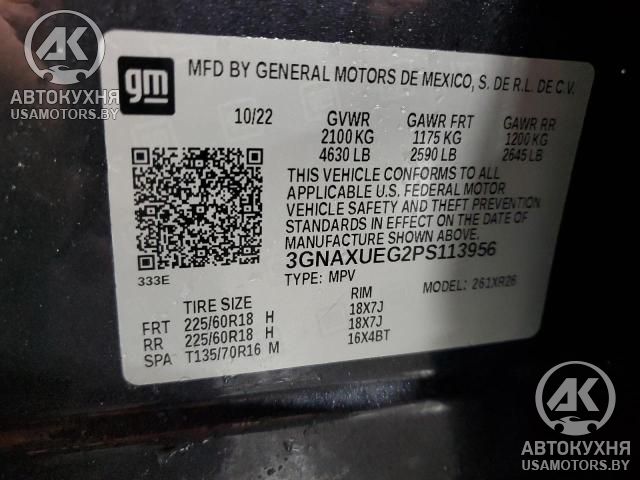 АВТОКУХНЯ
USAMOTORS.BY
gm
MFD BY GENERAL MOTORS DE MEXICO, S. DE R.L. DE C.V.
10/22 GVWR GAWR FRT GAWR RR
2100 KG 1175 KG 1200 KG
4630 LB 2590 LB 2645 LB
THIS VEHICLE CONFORMS TO ALL
APPLICABLE U.S. FEDERAL MOTOR
VEHICLE SAFETY AND THEFT PREVENTION
STANDARDS IN EFFECT ON THE DATE OF
MANUFACTURE SHOWN ABOVE.
3GNAXUEG2PS113956
333E TYPE: MPV MODEL: 261XR26
TIRE SIZE RIM
FRT 225/60R18 H 18X7J
RR 225/60R18 H 18X7J
SPA T135/70R16 M 16X4BT
АК
АВТОКУХНЯ
USAMOTORS.BY